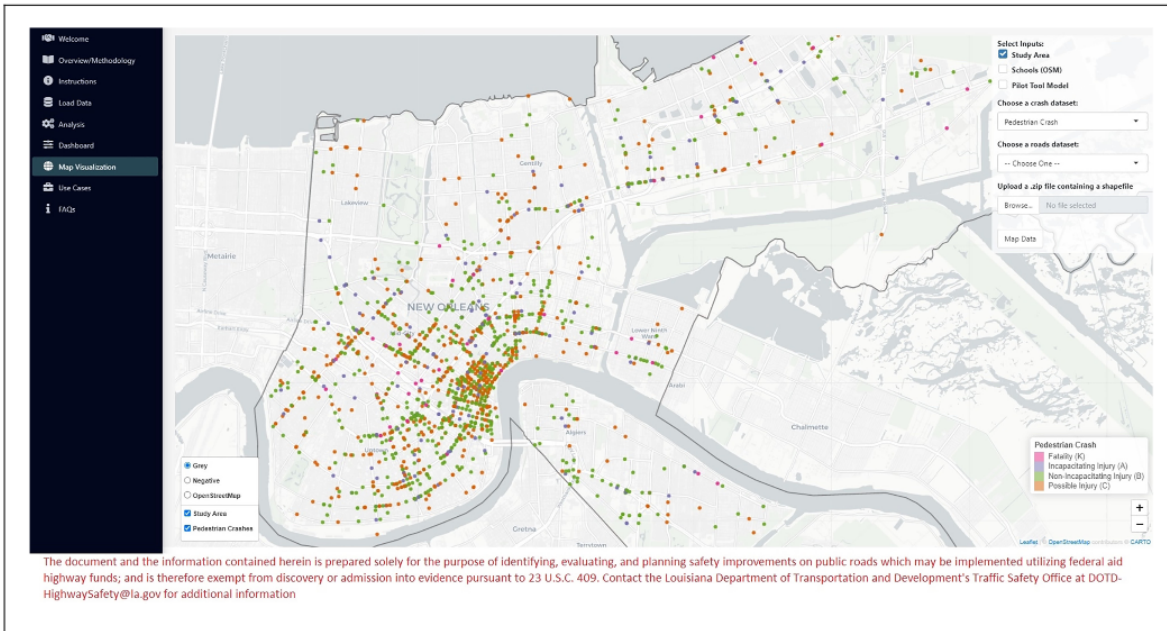 Welcome
Overview/Methodology
Instructions
Load Data
Analysis
Dashboard
Map Visualization
Use Cases
FAQs
Select Inputs:
Study Area
Schools (OSM)
Pilot Tool Model
Choose a crash dataset:
Pedestrian Crash
Choose a roads dataset:
-- Choose One --
Upload a .zip file containing a shapefile
Browse... No file selected
Map Data
Gentilly
Lakeview
Metairie
NEW ORLEANS
Lower Ninth
Ward
Arabi
Chalmette
Algiers
Uptown
Gretna
Terrytown
Grey
Negative
OpenStreetMap
Study Area
Pedestrian Crashes
Pedestrian Crash
Fatality (K)
Incapacitating Injury (A)
Non-Incapacitating Injury (B)
Possible Injury (C)
+
−
Leaflet | © OpenStreetMap contributors © CARTO
The document and the information contained herein is prepared solely for the purpose of identifying, evaluating, and planning safety improvements on public roads which may be implemented utilizing federal aid
highway funds; and is therefore exempt from discovery or admission into evidence pursuant to 23 U.S.C. 409. Contact the Louisiana Department of Transportation and Development's Traffic Safety Office at DOTD-
HighwaySafety@la.gov for additional information